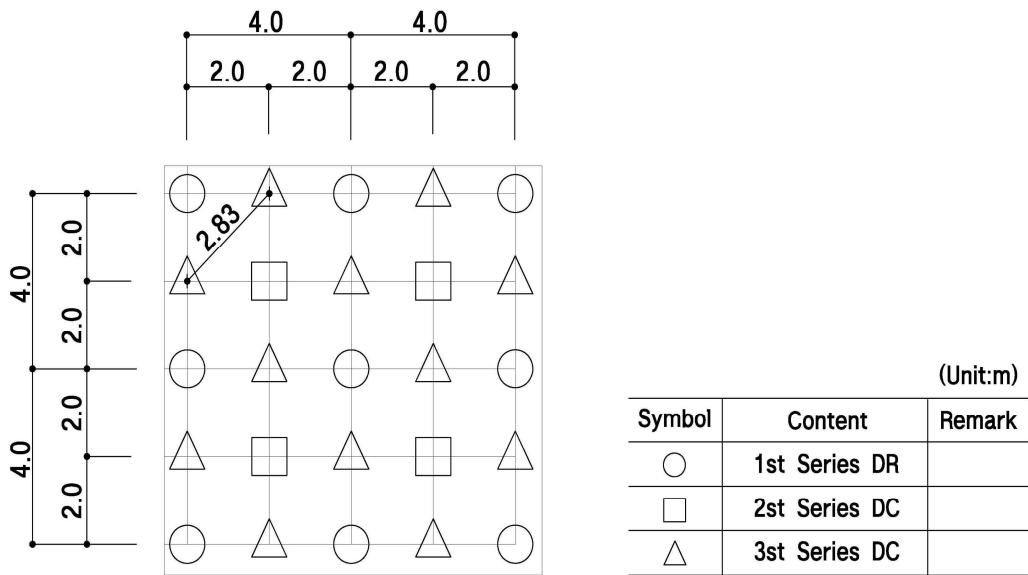 4.0 4.0
2.0 2.0 2.0 2.0
2.83
2.0
4.0
2.0
2.0
4.0
2.0
(Unit:m)
Symbol Content Remark
1st Series DR
2st Series DC
3st Series DC